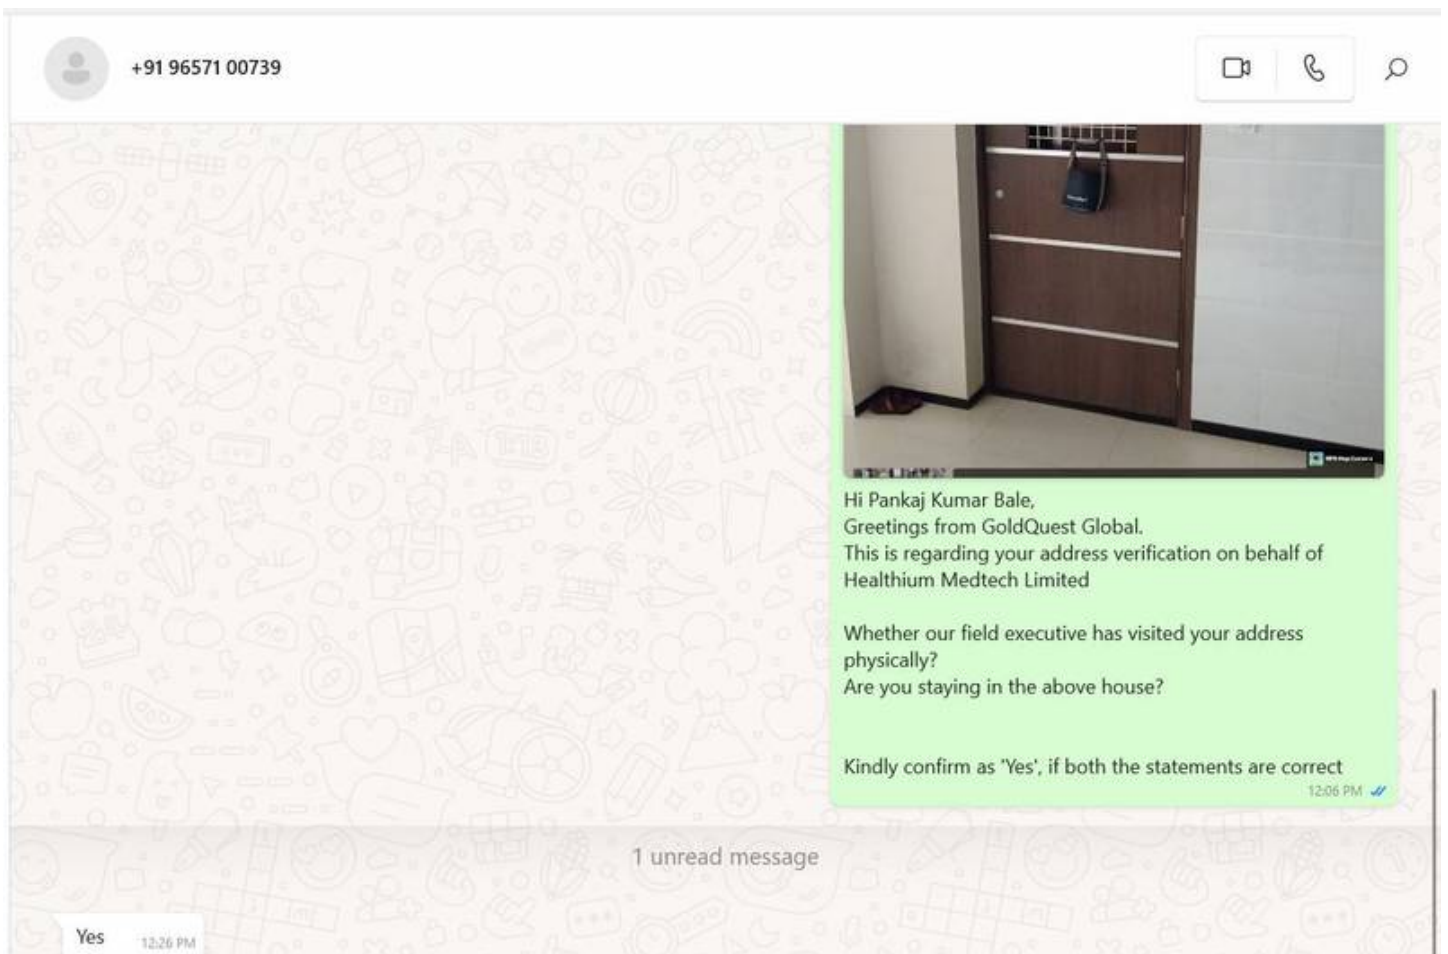 +91 96571 00739
Hi Pankaj Kumar Bale,
Greetings from GoldQuest Global.
This is regarding your address verification on behalf of
Healthium Medtech Limited
Whether our field executive has visited your address
physically?
Are you staying in the above house?
Kindly confirm as 'Yes', if both the statements are correct
12:06 PM
1 unread message
Yes
12:26 PM